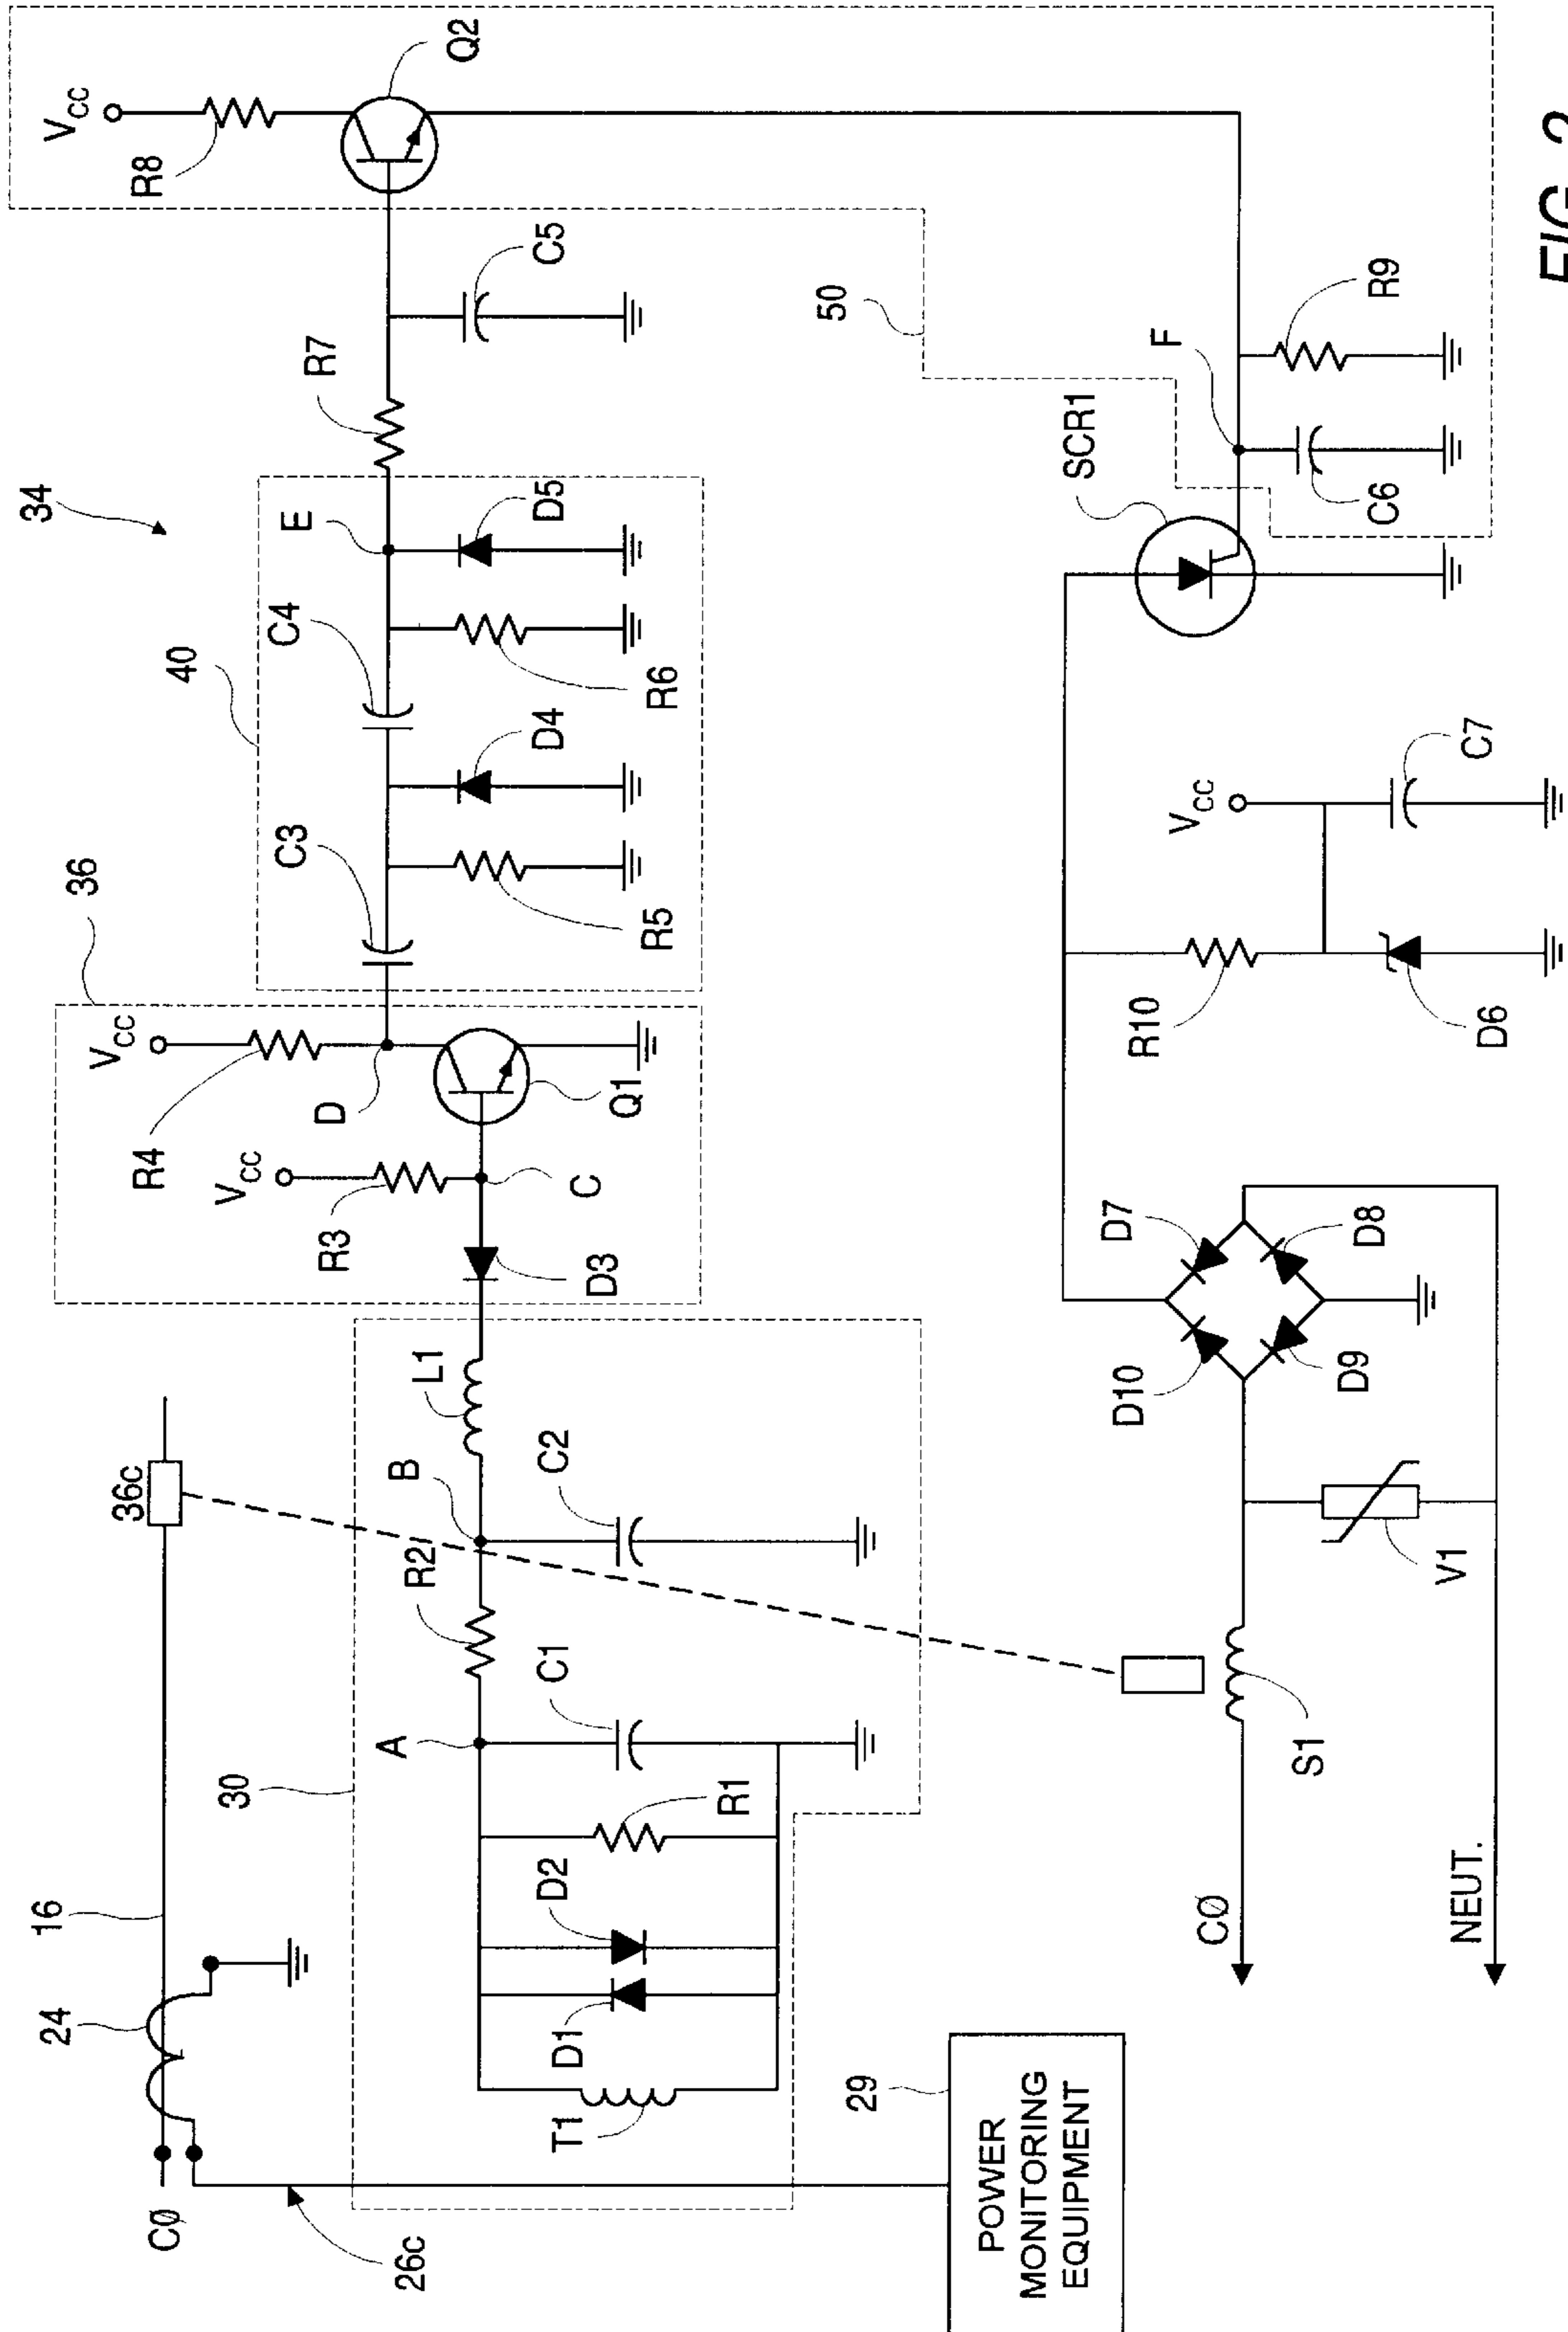 FIG. 2
34
VCC
R8
Q2
36
40
VCC
R4
D
C3
C4
E
R7
C5
VCC
R3
C
Q1
R5
D4
R6
D5
50
D3
16
24
CØ
26c
36c
30
A
R2
B
L1
C1
C2
T1
D1
D2
R1
29
POWER
MONITORING
EQUIPMENT
CØ
S1
NEUT.
V1
D10
D7
D9
D8
R10
D6
VCC
C7
SCR1
F
C6
R9